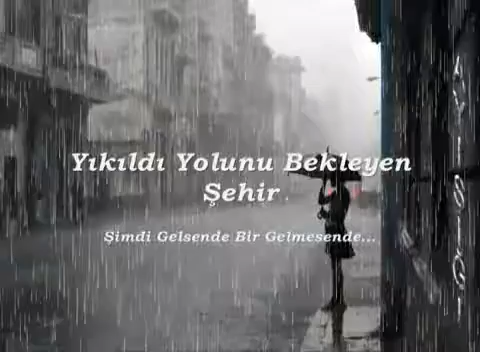 Yıkıldı Yolunu Bekleyen
Şehir
Şimdi Gelsende Bir Gelmesende...